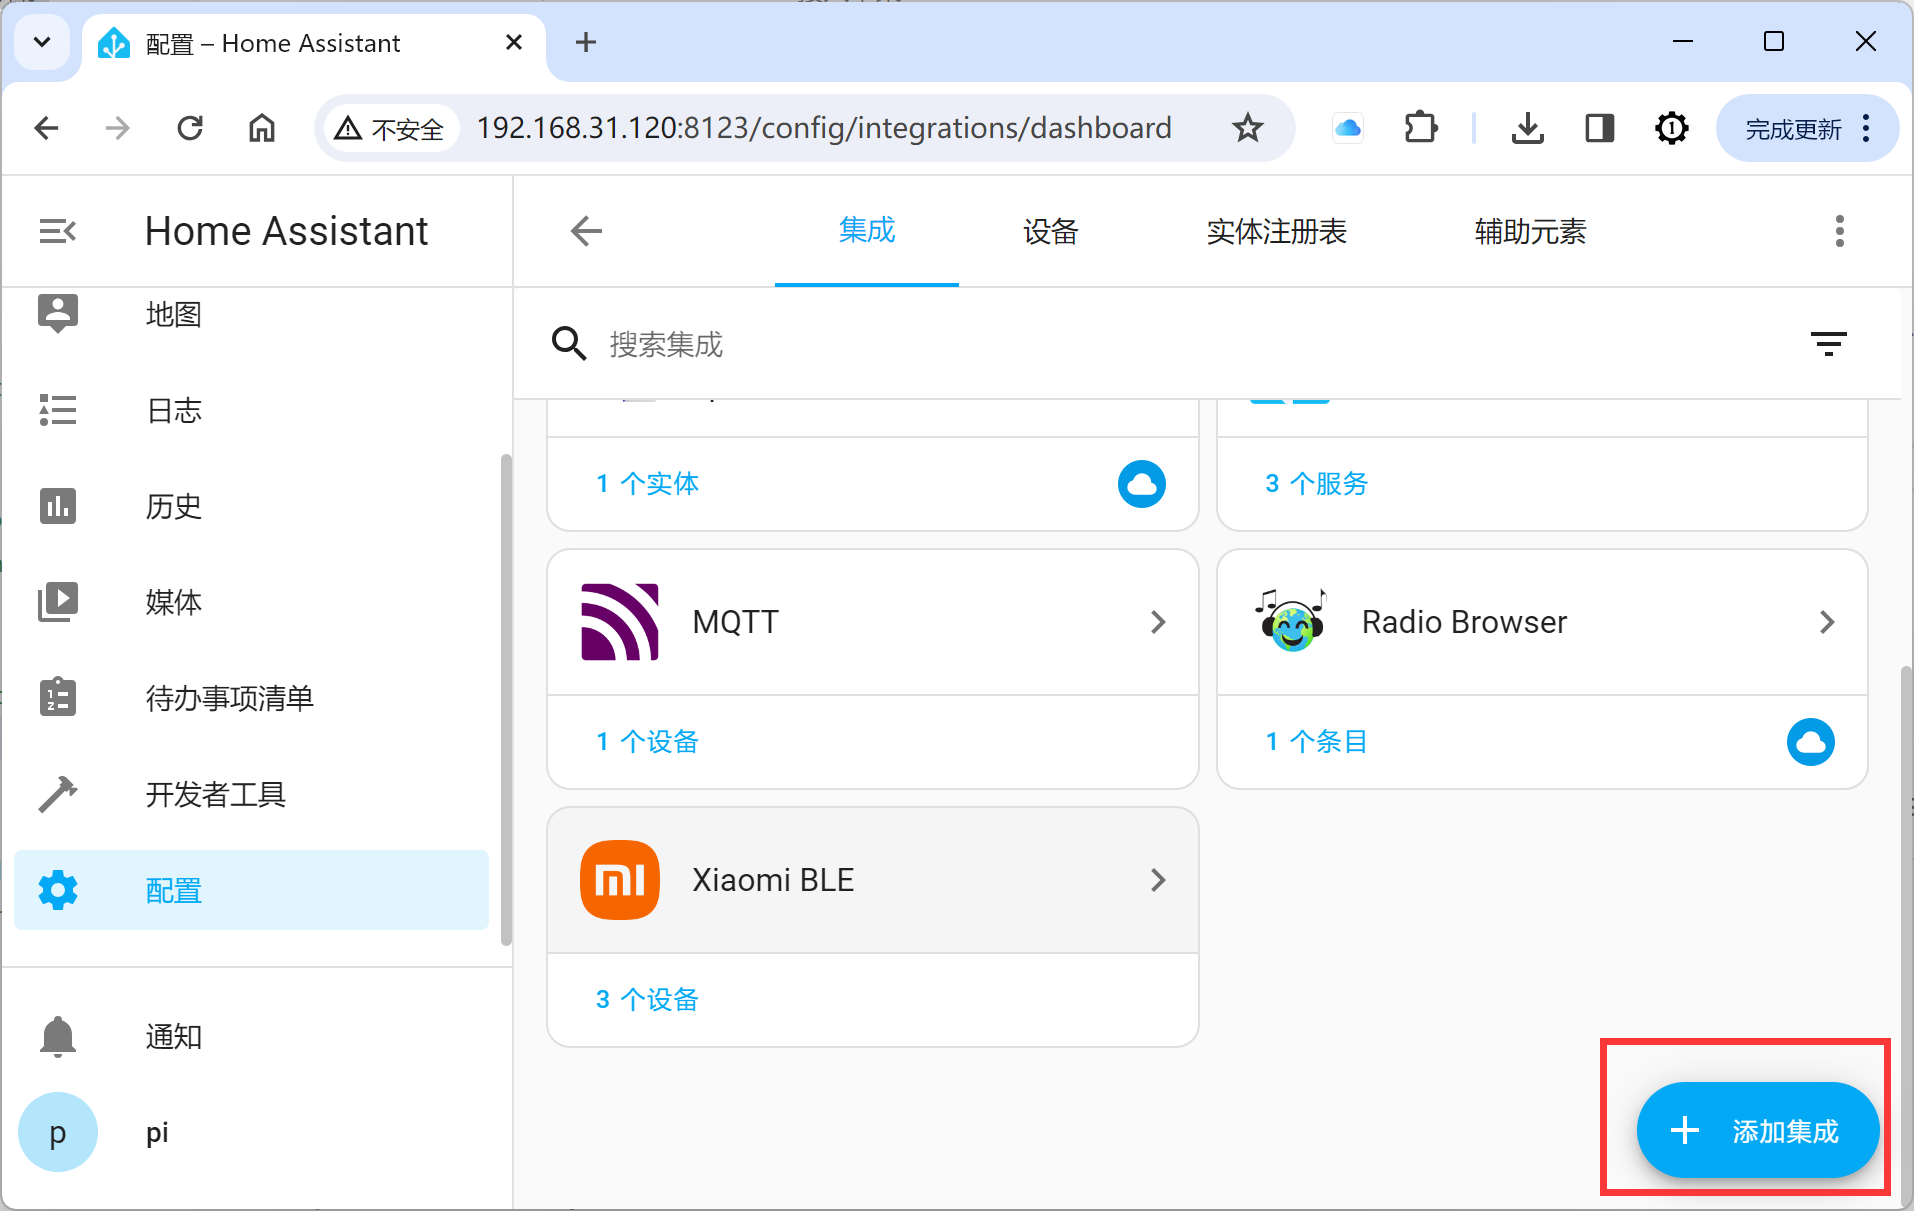 配置 – Home Assistant
不安全
192.168.31.120:8123/config/integrations/dashboard
完成更新
Home Assistant
集成
设备
实体注册表
辅助元素
搜索集成
地图
日志
历史
媒体
待办事项清单
开发者工具
配置
通知
p
pi
1 个实体
3 个服务
MQTT
Radio Browser
1 个设备
1 个条目
mi
Xiaomi BLE
3 个设备
添加集成